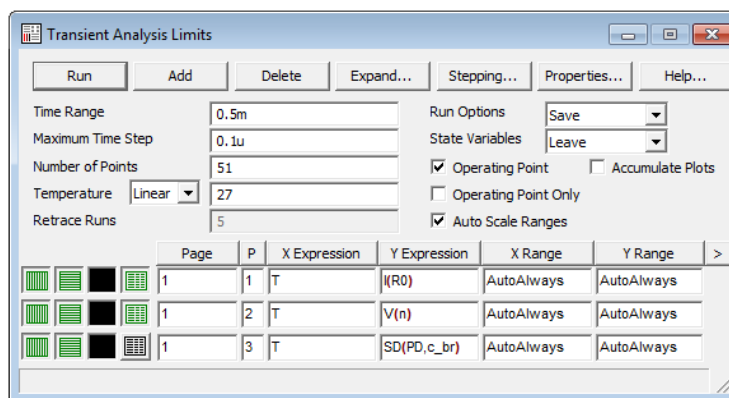 Transient Analysis Limits
Run Add Delete Expand... Stepping... Properties... Help...
Time Range 0.5m Run Options Save
Maximum Time Step 0.1u State Variables Leave
Number of Points 51 Operating Point Accumulate Plots
Temperature Linear 27 Operating Point Only
Retrace Runs 5 Auto Scale Ranges
Page P X Expression Y Expression X Range Y Range >
1 1 T I(R0) AutoAlways AutoAlways
1 2 T V(n) AutoAlways AutoAlways
1 3 T SD(PD,c_br) AutoAlways AutoAlways